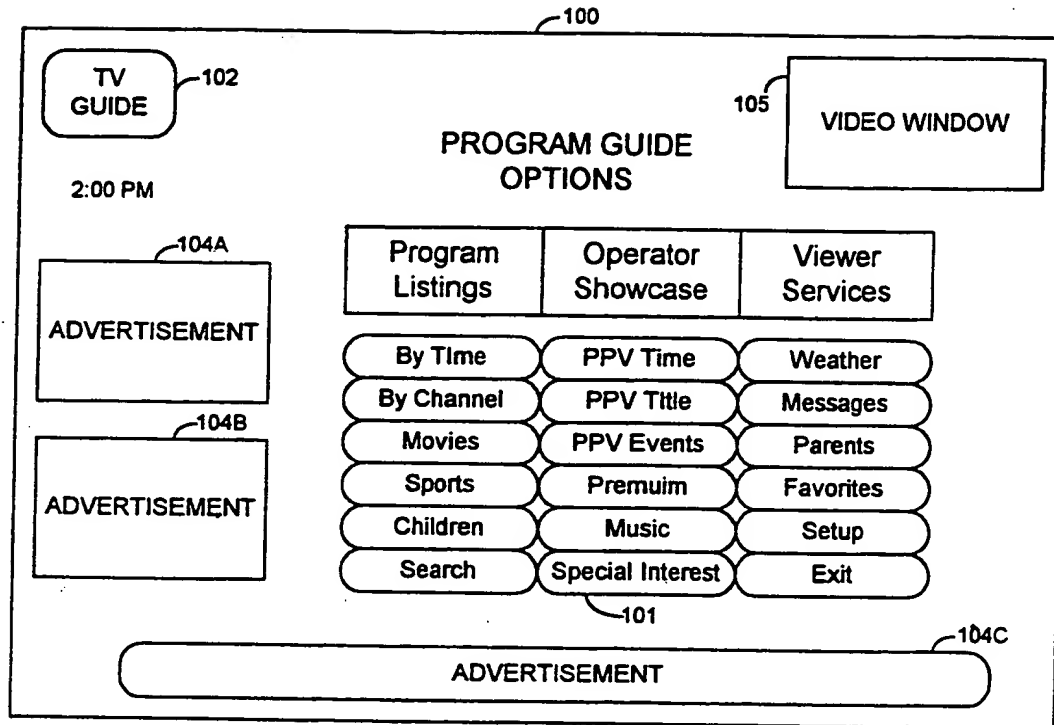 100
TV
GUIDE
102
105
VIDEO WINDOW
PROGRAM GUIDE
OPTIONS
2:00 PM
104A
ADVERTISEMENT
104B
ADVERTISEMENT
Program
Listings
Operator
Showcase
Viewer
Services
By Time
PPV Time
Weather
By Channel
PPV Title
Messages
Movies
PPV Events
Parents
Sports
Premuim
Favorites
Children
Music
Setup
Search
Special Interest
Exit
101
104C
ADVERTISEMENT